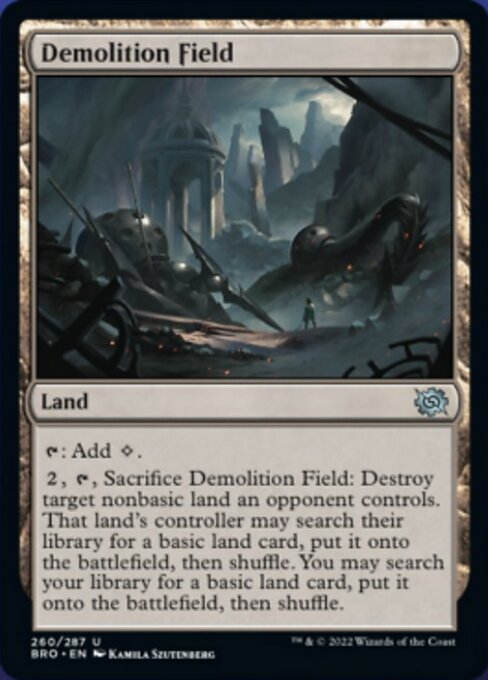 Demolition Field
Land
: Add .
2, , Sacrifice Demolition Field: Destroy
target nonbasic land an opponent controls.
That land's controller may search their
library for a basic land card, put it onto
the battlefield, then shuffle. You may search
your library for a basic land card, put it
onto the battlefield, then shuffle.
260/287 U
BRO • EN Kamila Szutenberg
™ & © 2022 Wizards of the Coast